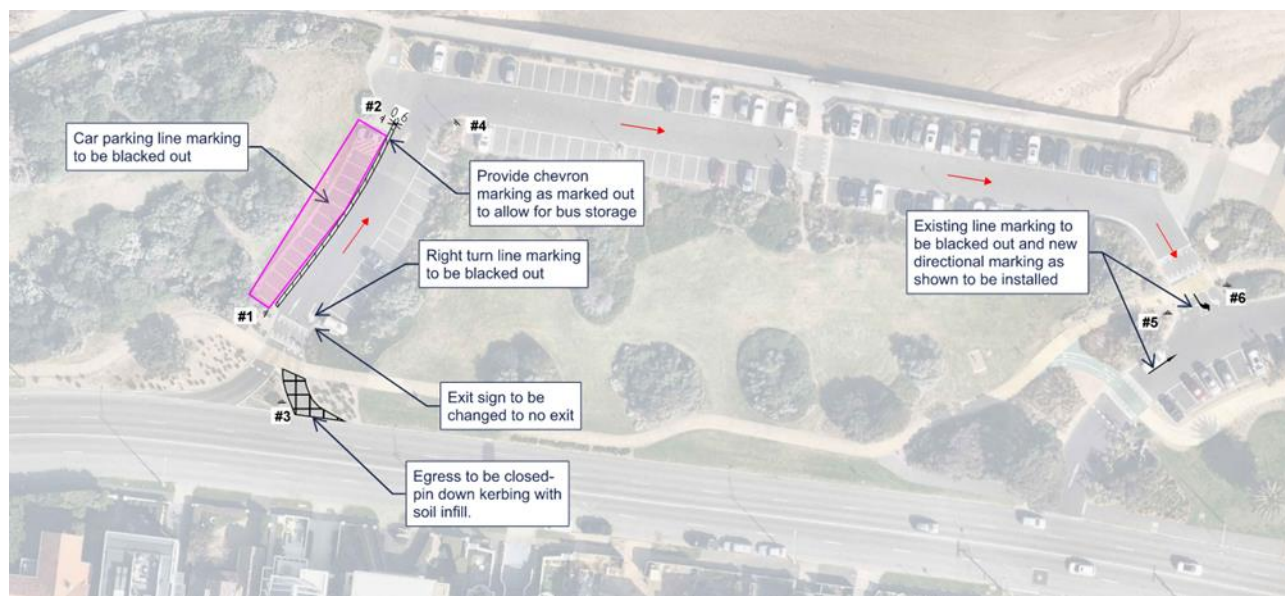 #2
4
0.6
#4
Car parking line marking
to be blacked out
Provide chevron
marking as marked out
to allow for bus storage
Existing line marking to
be blacked out and new
directional marking as
shown to be installed
Right turn line marking
to be blacked out
#1
#6
#5
Exit sign to be
changed to no exit
#3
Egress to be closed-
pin down kerbing with
soil infill.